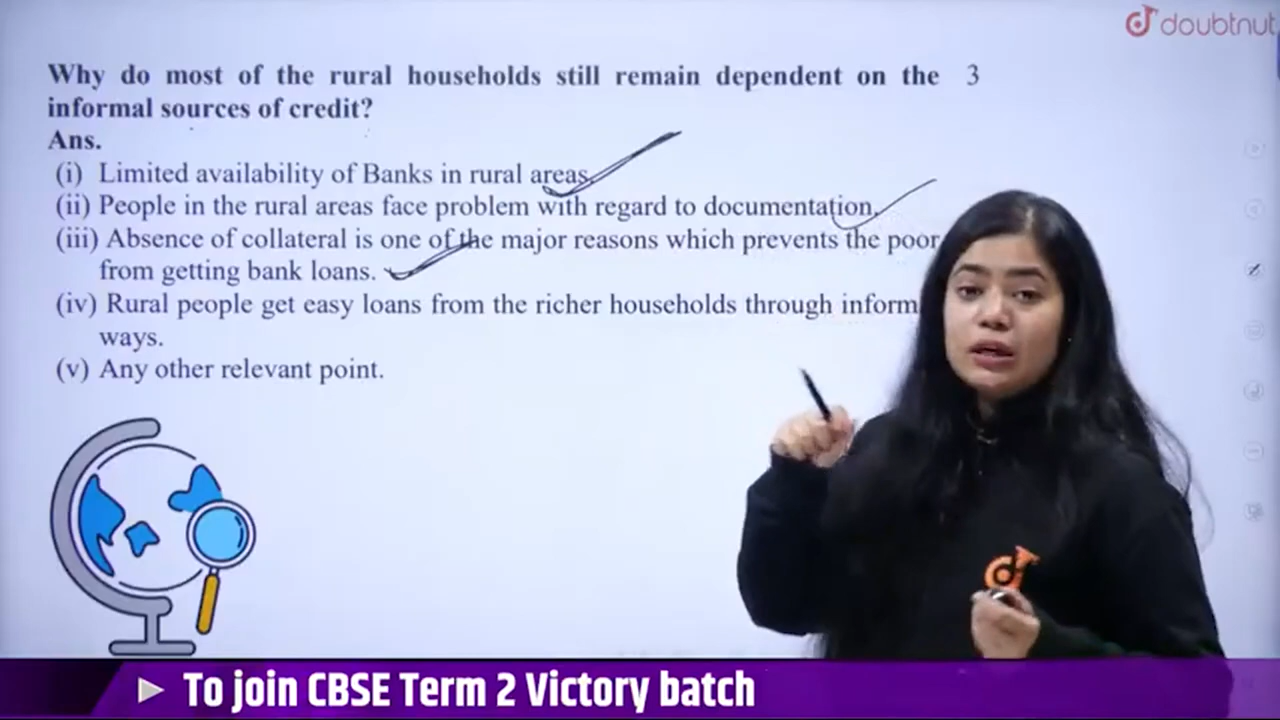 doubtnut
Why do most of the rural households still remain dependent on the 3
informal sources of credit?
Ans.
(i) Limited availability of Banks in rural areas.
(ii) People in the rural areas face problem with regard to documentation.
(iii) Absence of collateral is one of the major reasons which prevents the poor
from getting bank loans.
(iv) Rural people get easy loans from the richer households through inform
ways.
(v) Any other relevant point.
To join CBSE Term 2 Victory batch